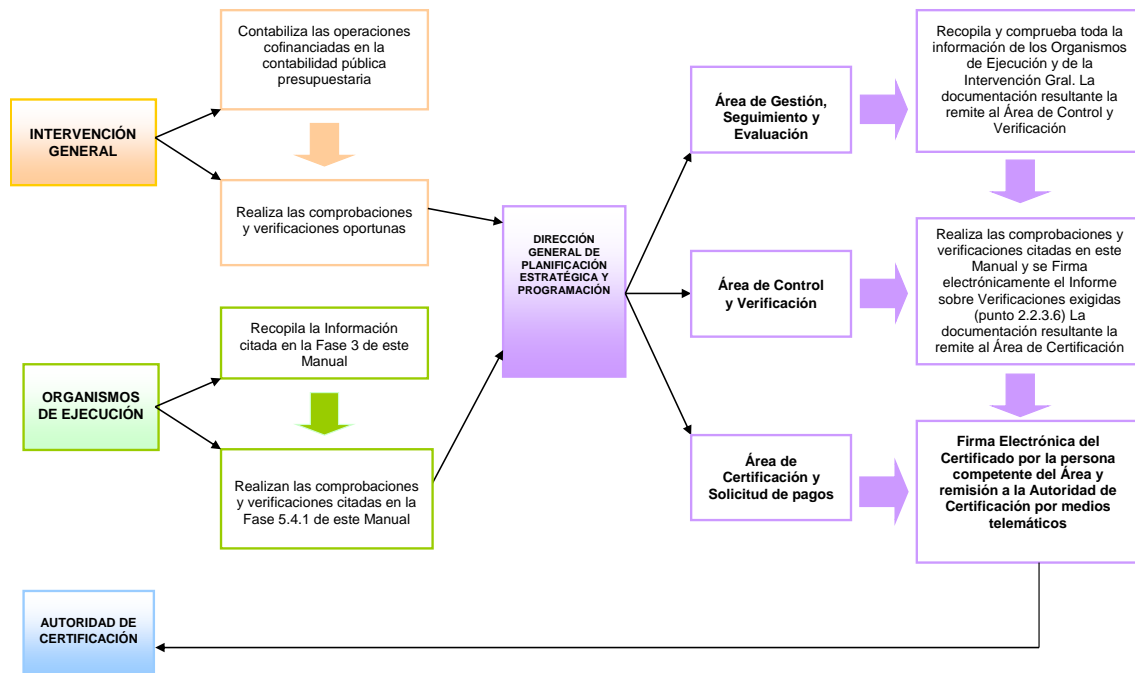 Contabiliza las operaciones
cofinanciadas en la
contabilidad pública
presupuestaria
INTERVENCIÓN
GENERAL
Realiza las comprobaciones
y verificaciones oportunas
Recopila la Información
citada en la Fase 3 de este
Manual
ORGANISMOS
DE EJECUCIÓN
Realizan las comprobaciones
y verificaciones citadas en la
Fase 5.4.1 de este Manual
DIRECCIÓN
GENERAL DE
PLANIFICACIÓN
ESTRATÉGICA Y
PROGRAMACIÓN
Área de Gestión,
Seguimiento y
Evaluación
Recopila y comprueba toda la
información de los Organismos
de Ejecución y de la
Intervención Gral. La
documentación resultante la
remite al Área de Control y
Verificación
Área de Control
y Verificación
Realiza las comprobaciones y
verificaciones citadas en este
Manual y se Firma
electrónicamente el Informe
sobre Verificaciones exigidas
(punto 2.2.3.6) La
documentación resultante la
remite al Área de Certificación
Área de
Certificación y
Solicitud de pagos
Firma Electrónica del
Certificado por la persona
competente del Área y
remisión a la Autoridad de
Certificación por medios
telemáticos
AUTORIDAD DE
CERTIFICACIÓN